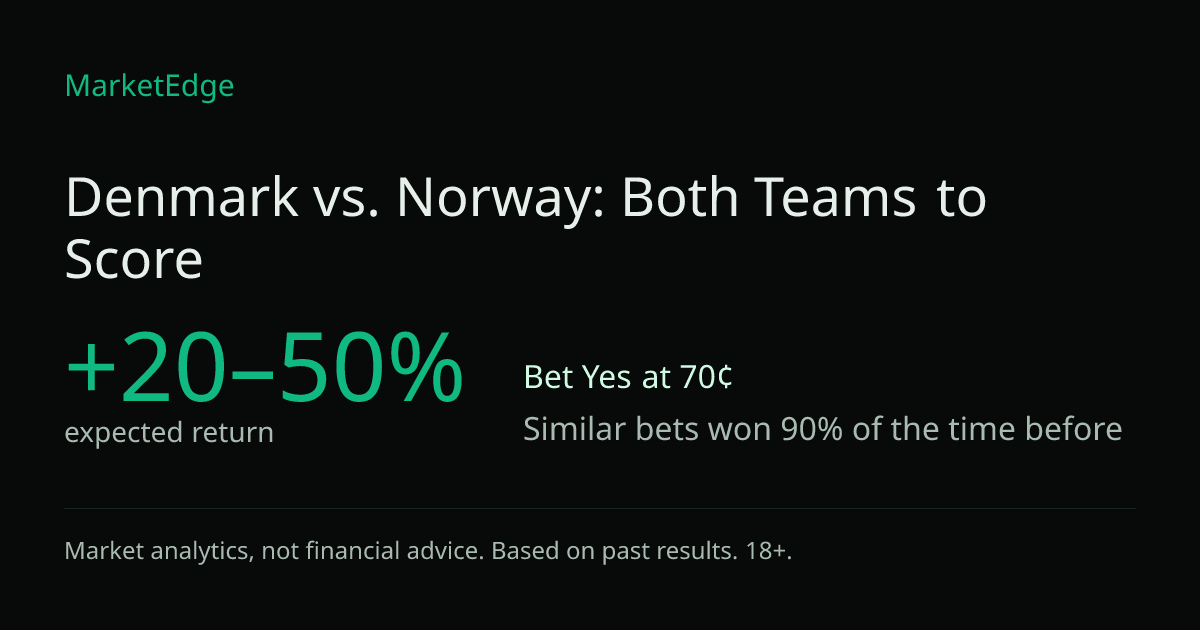 MarketEdge
Denmark vs. Norway: Both Teams to
Score
+20–50%
expected return
Bet Yes at 70¢
Similar bets won 90% of the time before
Market analytics, not financial advice. Based on past results. 18+.